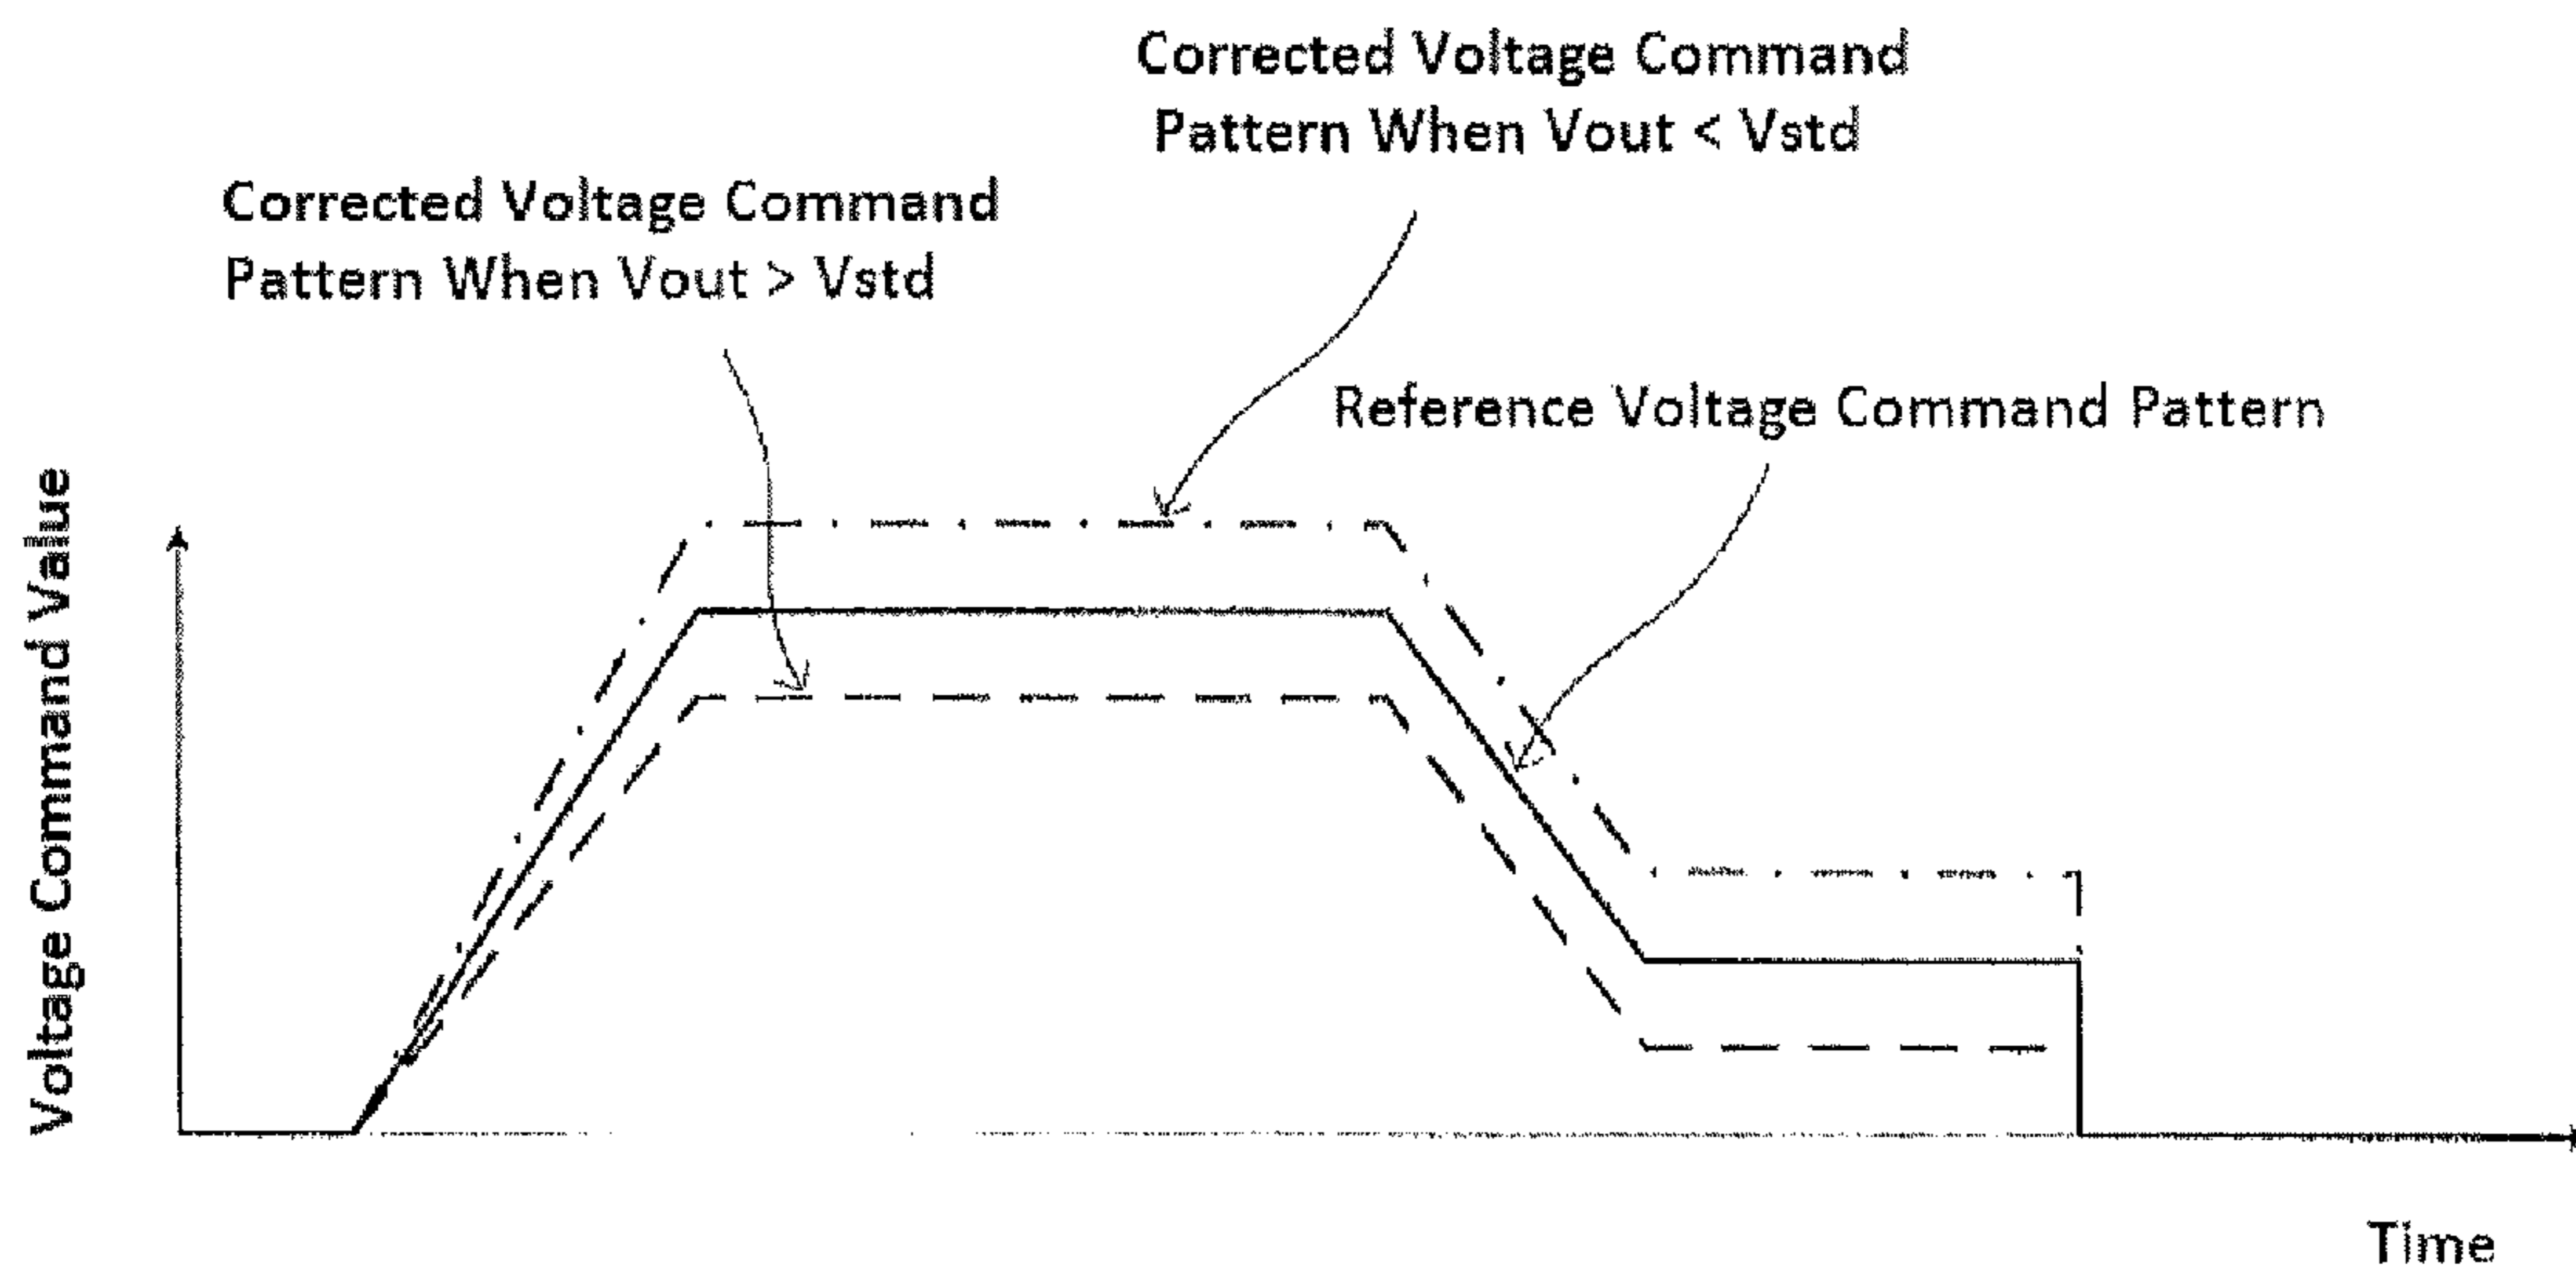 Corrected Voltage Command
Pattern When Vout < Vstd
Corrected Voltage Command
Pattern When Vout > Vstd
Reference Voltage Command Pattern
Voltage Command Value
Time